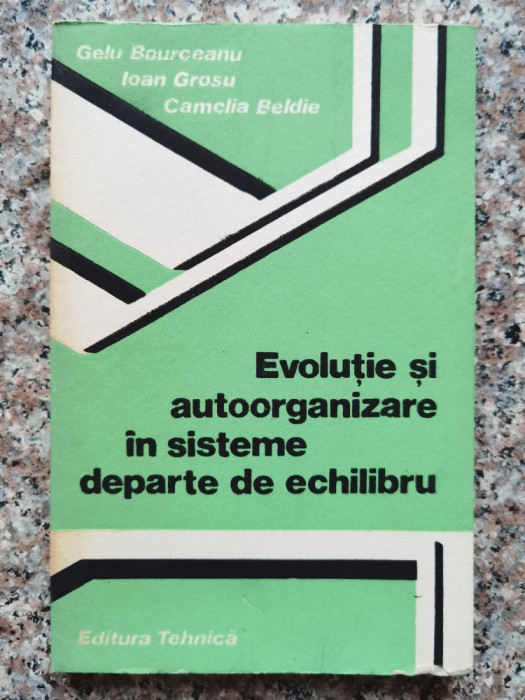 Gelu Bourceanu
Ioan Grosu
Camelia Beldie
Evoluție și
autoorganizare
în sisteme
departe de echilibru
Editura Tehnică